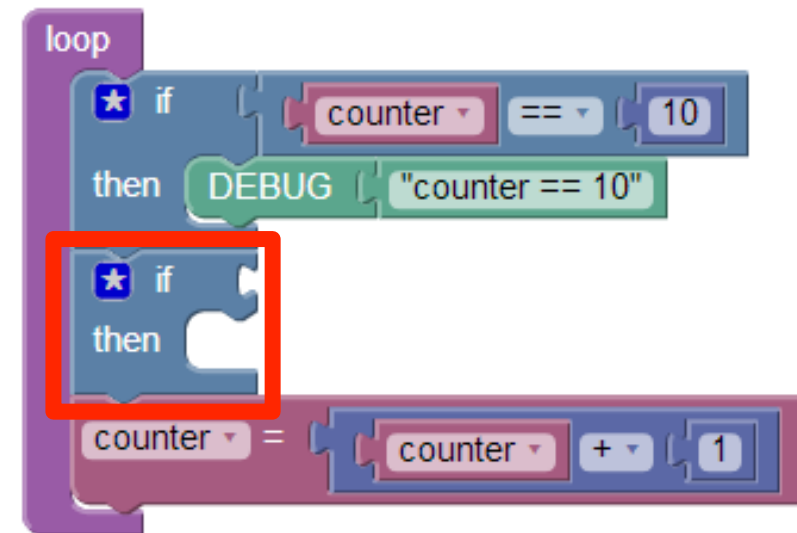 loop
if counter == 10
then DEBUG "counter == 10"
if
then
counter = counter + 1